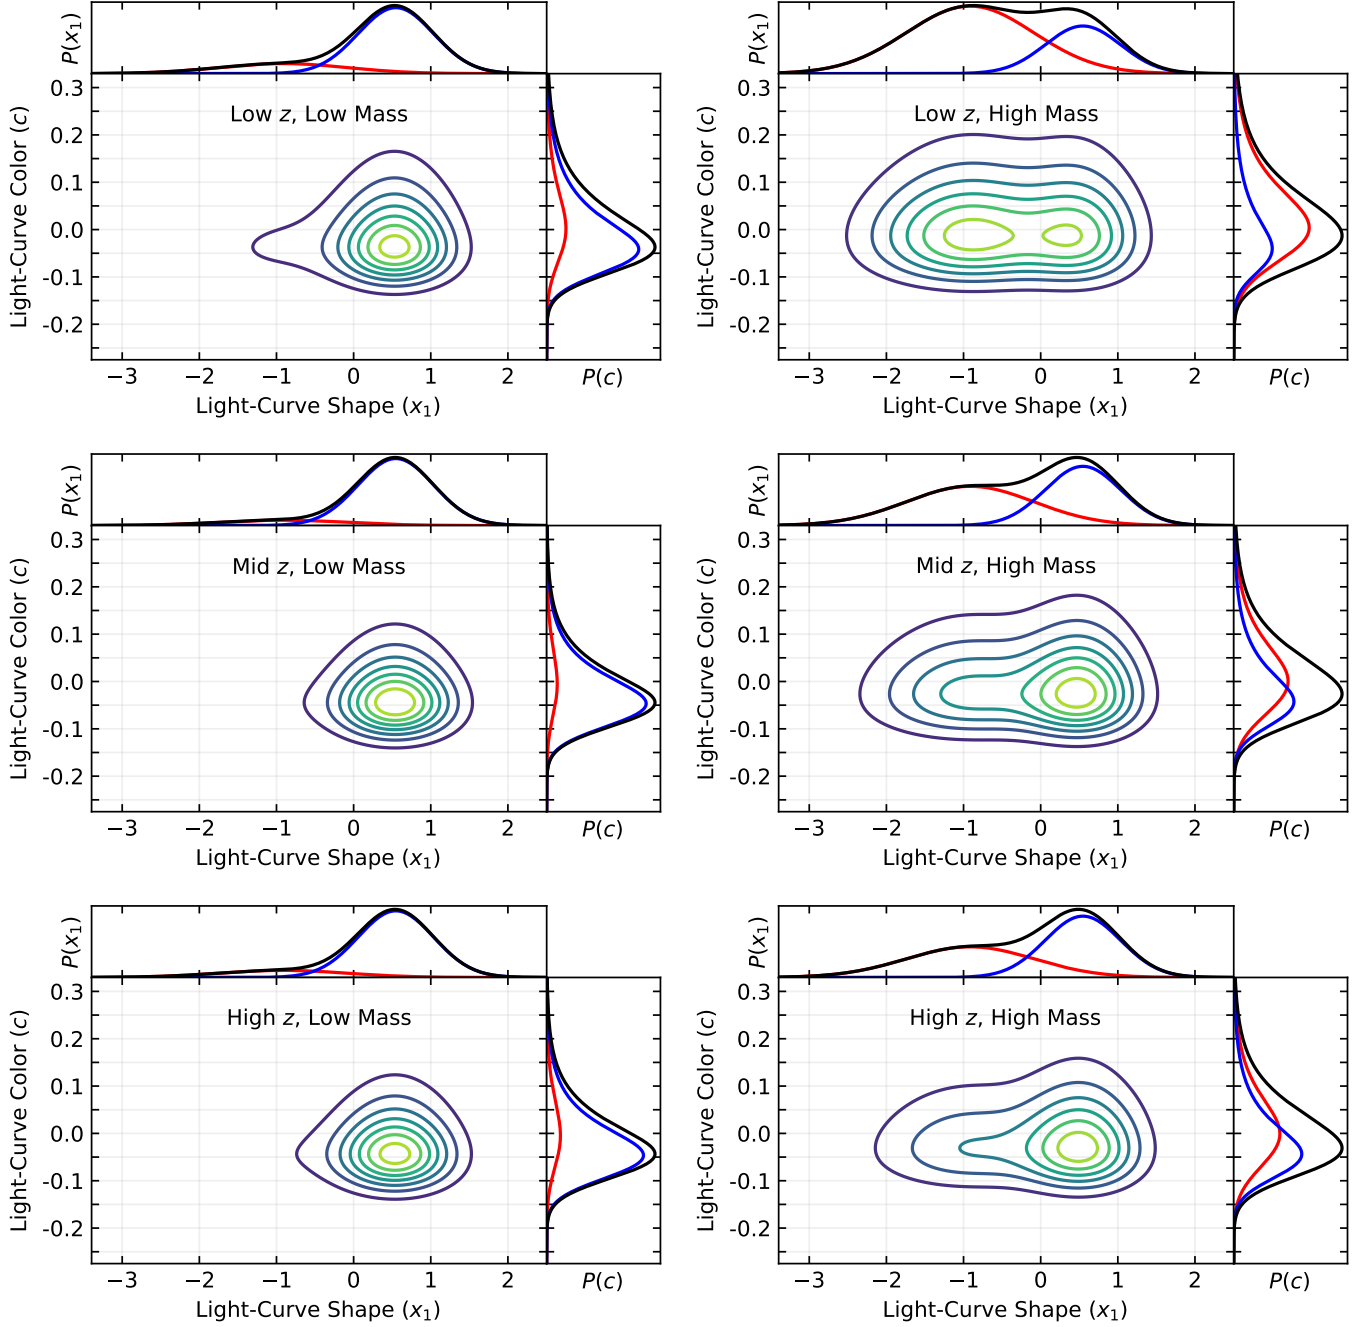 P(x₁)
Low z, Low Mass
Light-Curve Color (c)
0.3
0.2
0.1
0.0
-0.1
-0.2
−3 −2 −1 0 1 2
P(c)
Light-Curve Shape (x₁)
P(x₁)
Low z, High Mass
Light-Curve Color (c)
0.3
0.2
0.1
0.0
-0.1
-0.2
−3 −2 −1 0 1 2
P(c)
Light-Curve Shape (x₁)
P(x₁)
Mid z, Low Mass
Light-Curve Color (c)
0.3
0.2
0.1
0.0
-0.1
-0.2
−3 −2 −1 0 1 2
P(c)
Light-Curve Shape (x₁)
P(x₁)
Mid z, High Mass
Light-Curve Color (c)
0.3
0.2
0.1
0.0
-0.1
-0.2
−3 −2 −1 0 1 2
P(c)
Light-Curve Shape (x₁)
P(x₁)
High z, Low Mass
Light-Curve Color (c)
0.3
0.2
0.1
0.0
-0.1
-0.2
−3 −2 −1 0 1 2
P(c)
Light-Curve Shape (x₁)
P(x₁)
High z, High Mass
Light-Curve Color (c)
0.3
0.2
0.1
0.0
-0.1
-0.2
−3 −2 −1 0 1 2
P(c)
Light-Curve Shape (x₁)